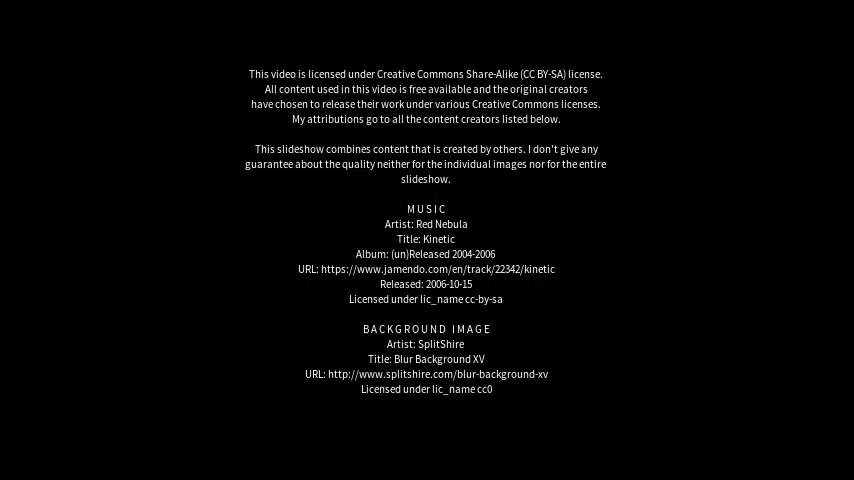 This video is licensed under Creative Commons Share-Alike (CC BY-SA) license.
All content used in this video is free available and the original creators
have chosen to release their work under various Creative Commons licenses.
My attributions go to all the content creators listed below.
This slideshow combines content that is created by others. I don't give any
guarantee about the quality neither for the individual images nor for the entire
slideshow.
MUSIC
Artist: Red Nebula
Title: Kinetic
Album: (un)Released 2004-2006
URL: https://www.jamendo.com/en/track/22342/kinetic
Released: 2006-10-15
Licensed under lic_name cc-by-sa
BACKGROUND IMAGE
Artist: SplitShire
Title: Blur Background XV
URL: http://www.splitshire.com/blur-background-xv
Licensed under lic_name cc0